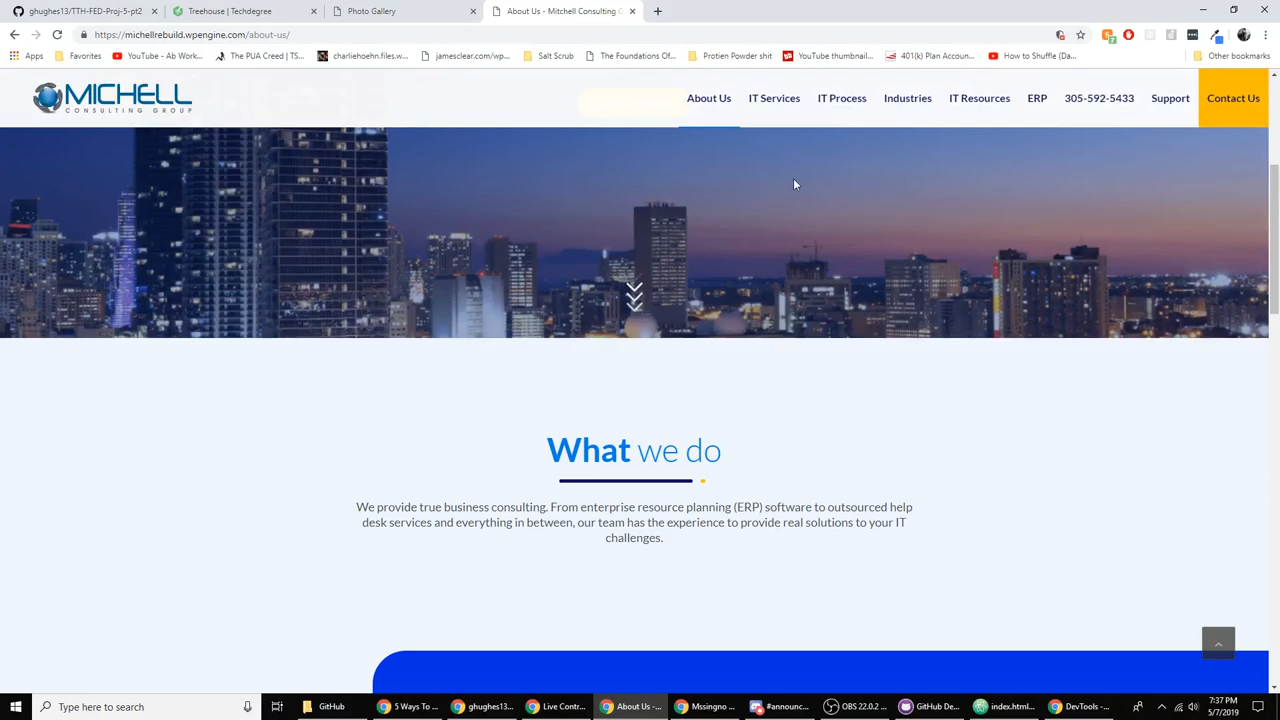 ghughes13/TTH-FED-Proj-5-pt2
Treehouse | Techdegree
Photo Gallery
About Us - Mitchell Consulting G
https://michellrebuild.wpengine.com/about-us/
Apps
Favorites
YouTube - Ab Work...
The PUA Creed | TS...
charliehoehn.files.w...
jamesclear.com/wp...
Salt Scrub
The Foundations Of...
Protien Powder shit
YouTube thumbnail...
401(k) Plan Accoun...
How to Shuffle (Da...
Other bookmarks
MICHELL
CONSULTING GROUP
About Us
IT Services
IT Process
Industries
IT Resources
ERP
305-592-5433
Support
Contact Us
What we do
We provide true business consulting. From enterprise resource planning (ERP) software to outsourced help
desk services and everything in between, our team has the experience to provide real solutions to your IT
challenges.
Type here to search
GitHub
5 Ways To ...
ghughes13...
Live Contr...
About Us -...
Mssingno ...
#announc...
OBS 22.0.2 ...
GitHub De...
index.html...
DevTools - ...
7:37 PM
5/7/2019